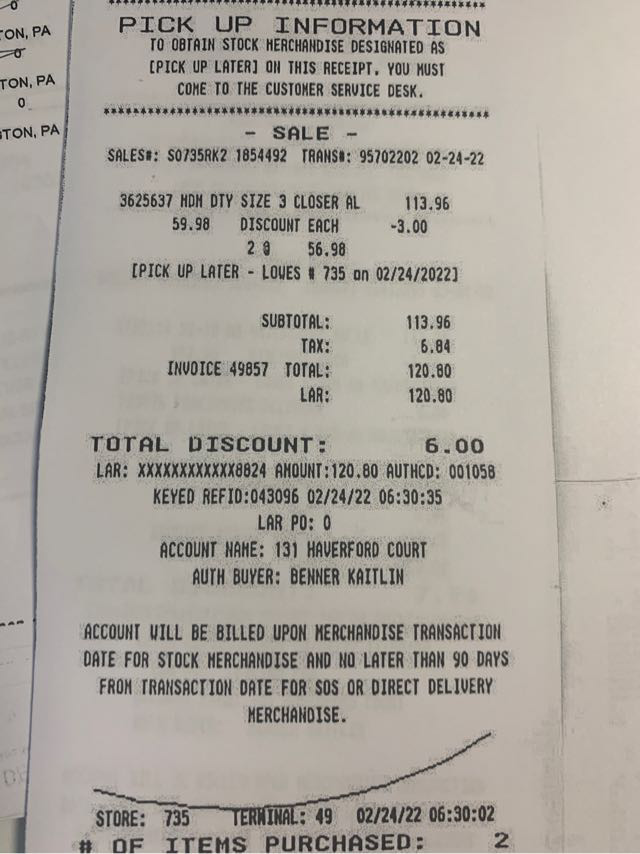 TON, PA
TON, PA
0
TON, PA
PICK UP INFORMATION
TO OBTAIN STOCK MERCHANDISE DESIGNATED AS
[PICK UP LATER] ON THIS RECEIPT, YOU MUST
COME TO THE CUSTOMER SERVICE DESK.
- SALE -
SALES#: S0735RK2 1854492 TRANS#: 95702202 02-24-22
3625637 MDM DTY SIZE 3 CLOSER AL 113.96
59.98 DISCOUNT EACH -3.00
2 @ 56.98
[PICK UP LATER - LOWES # 735 on 02/24/2022]
SUBTOTAL: 113.96
TAX: 6.84
INVOICE 49857 TOTAL: 120.80
LAR: 120.80
TOTAL DISCOUNT: 6.00
LAR: XXXXXXXXXXXX8824 AMOUNT:120.80 AUTHCD: 001058
KEYED REFID:043096 02/24/22 06:30:35
LAR PO: 0
ACCOUNT NAME: 131 HAVERFORD COURT
AUTH BUYER: BENNER KAITLIN
ACCOUNT WILL BE BILLED UPON MERCHANDISE TRANSACTION
DATE FOR STOCK MERCHANDISE AND NO LATER THAN 90 DAYS
FROM TRANSACTION DATE FOR SOS OR DIRECT DELIVERY
MERCHANDISE.
STORE: 735 TERMINAL: 49 02/24/22 06:30:02
# OF ITEMS PURCHASED: 2